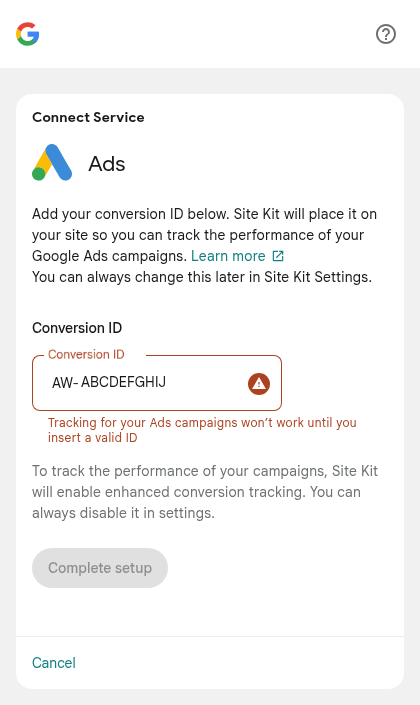 Connect Service
Ads
Add your conversion ID below. Site Kit will place it on
your site so you can track the performance of your
Google Ads campaigns. Learn more
You can always change this later in Site Kit Settings.
Conversion ID
Conversion ID
AW- ABCDEFGHIJ
Tracking for your Ads campaigns won’t work until you
insert a valid ID
To track the performance of your campaigns, Site Kit
will enable enhanced conversion tracking. You can
always disable it in settings.
Complete setup
Cancel